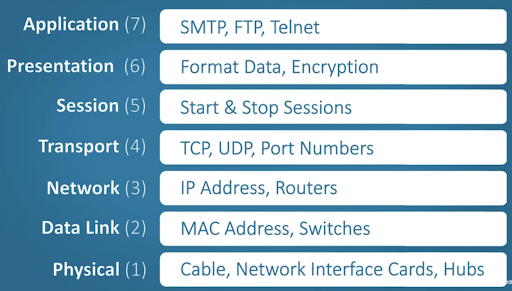 Application (7) SMTP, FTP, Telnet
Presentation (6) Format Data, Encryption
Session (5) Start & Stop Sessions
Transport (4) TCP, UDP, Port Numbers
Network (3) IP Address, Routers
Data Link (2) MAC Address, Switches
Physical (1) Cable, Network Interface Cards, Hubs